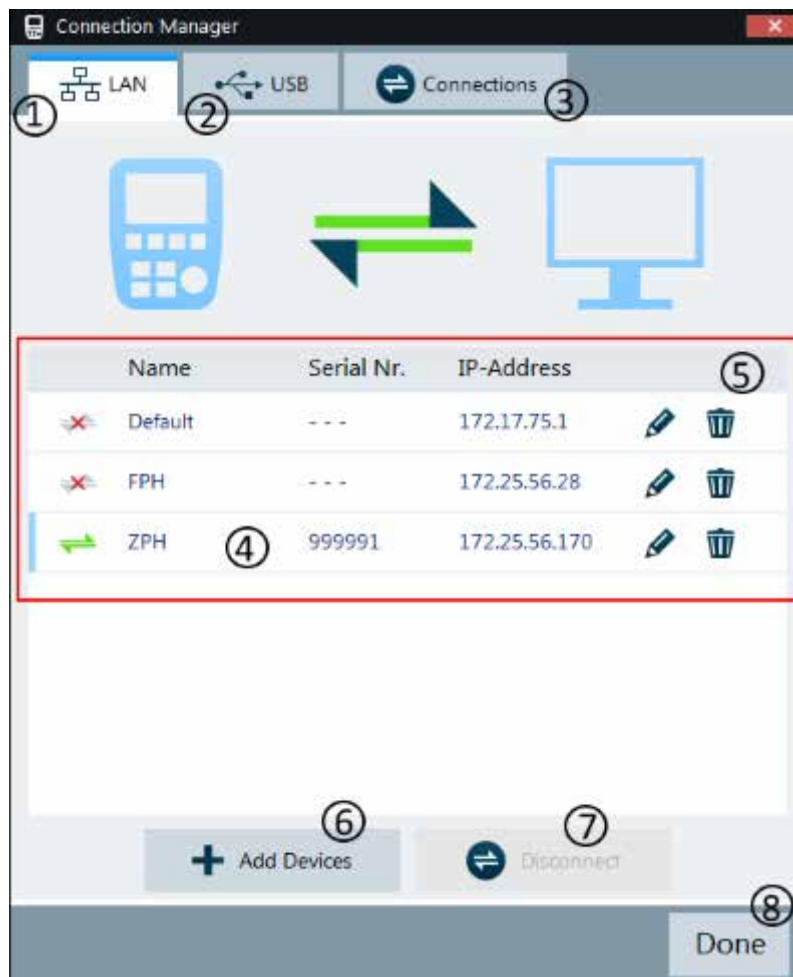 Connection Manager
LAN USB Connections
① ② ③
Name Serial Nr. IP-Address ⑤
Default - - - 172.17.75.1
FPH - - - 172.25.56.28
ZPH ④ 999991 172.25.56.170
⑥ ⑦
Add Devices Disconnect
⑧
Done